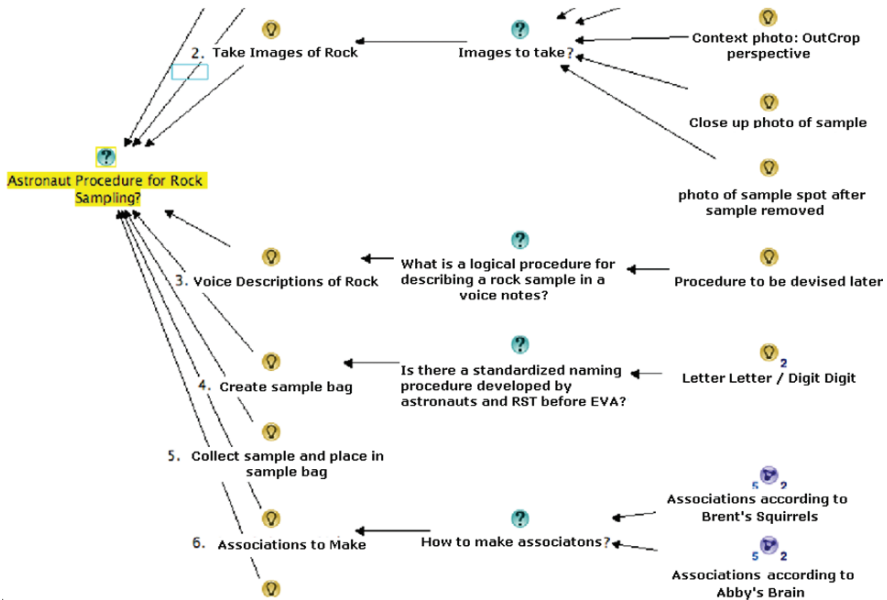 2. Take Images of Rock
Images to take?
Context photo: OutCrop
perspective
Close up photo of sample
photo of sample spot after
sample removed
?
Astronaut Procedure for Rock
Sampling?
3. Voice Descriptions of Rock
What is a logical procedure for
describing a rock sample in a
voice notes?
Procedure to be devised later
4. Create sample bag
Is there a standardized naming
procedure developed by
astronauts and RST before EVA?
2
Letter Letter / Digit Digit
5. Collect sample and place in
sample bag
6. Associations to Make
How to make associatons?
5 2
Associations according to
Brent's Squirrels
5 2
Associations according to
Abby's Brain